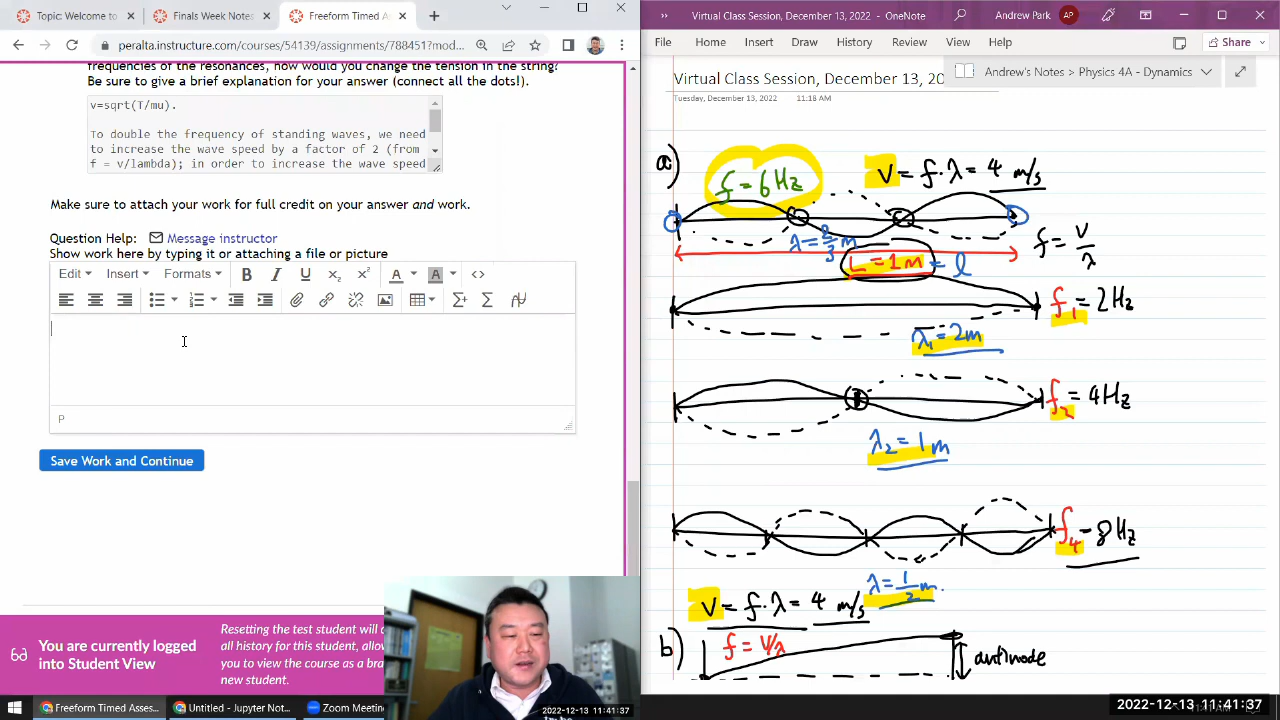 Topic Welcome to
Finals Week Notes
Freeform Timed As
peralta.instructure.com/courses/54139/assignments/788451?mod...
frequencies of the resonances, how would you change the tension in the string?
Be sure to give a brief explanation for your answer (connect all the dots!).
v=sqrt(T/mu).
To double the frequency of standing waves, we need
to increase the wave speed by a factor of 2 (from
f = v/lambda); in order to increase the wave speed
Make sure to attach your work for full credit on your answer and work.
Question Help: Message instructor
Show work here by typing it or attaching a file or picture
Edit Insert Formats B I U x₂ x² A A <>
P
Save Work and Continue
You are currently logged
into Student View
Resetting the test student will c
all history for this student, allow
you to view the course as a bra
new student.
Freeform Timed Asses...
Untitled - Jupyter Not...
Zoom Meeting
Virtual Class Session, December 13, 2022 - OneNote
Andrew Park AP
File Home Insert Draw History Review View Help Share
Virtual Class Session, December 13, 20
Andrew's Notes > Physics 4A - Dynamics
Tuesday, December 13, 2022 11:18 AM
a)
f = 6 Hz
v = f·λ = 4 m/s
λ = 2/3 m
L = 1m = l
f = v/λ
f₁ = 2 Hz
λ₁ = 2m
f₂ = 4 Hz
λ₂ = 1 m
f₄ = 8 Hz
λ = 1/2 m.
v = f·λ = 4 m/s
b)
f = v/λ
antinode
11:41:37
2022-12-13 11:41:37